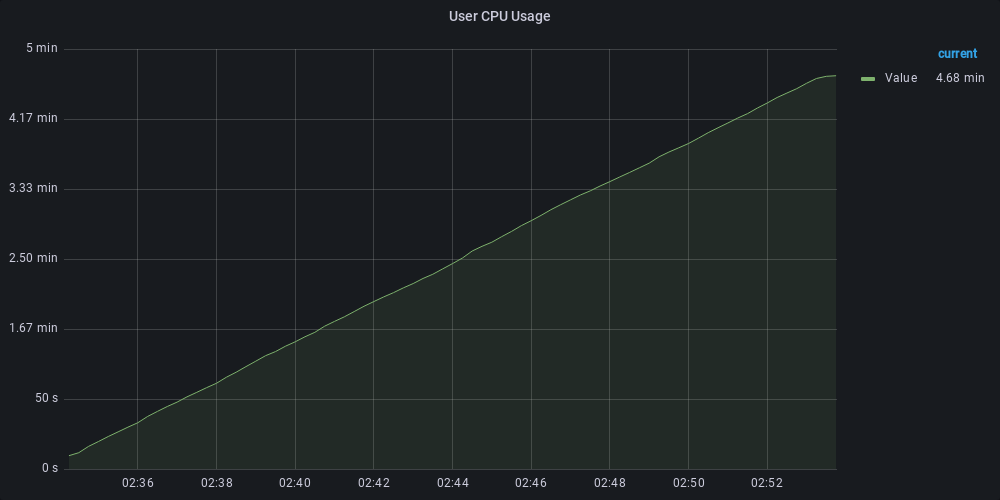 User CPU Usage
5 min
4.17 min
3.33 min
2.50 min
1.67 min
50 s
0 s
02:36 02:38 02:40 02:42 02:44 02:46 02:48 02:50 02:52
current
Value 4.68 min